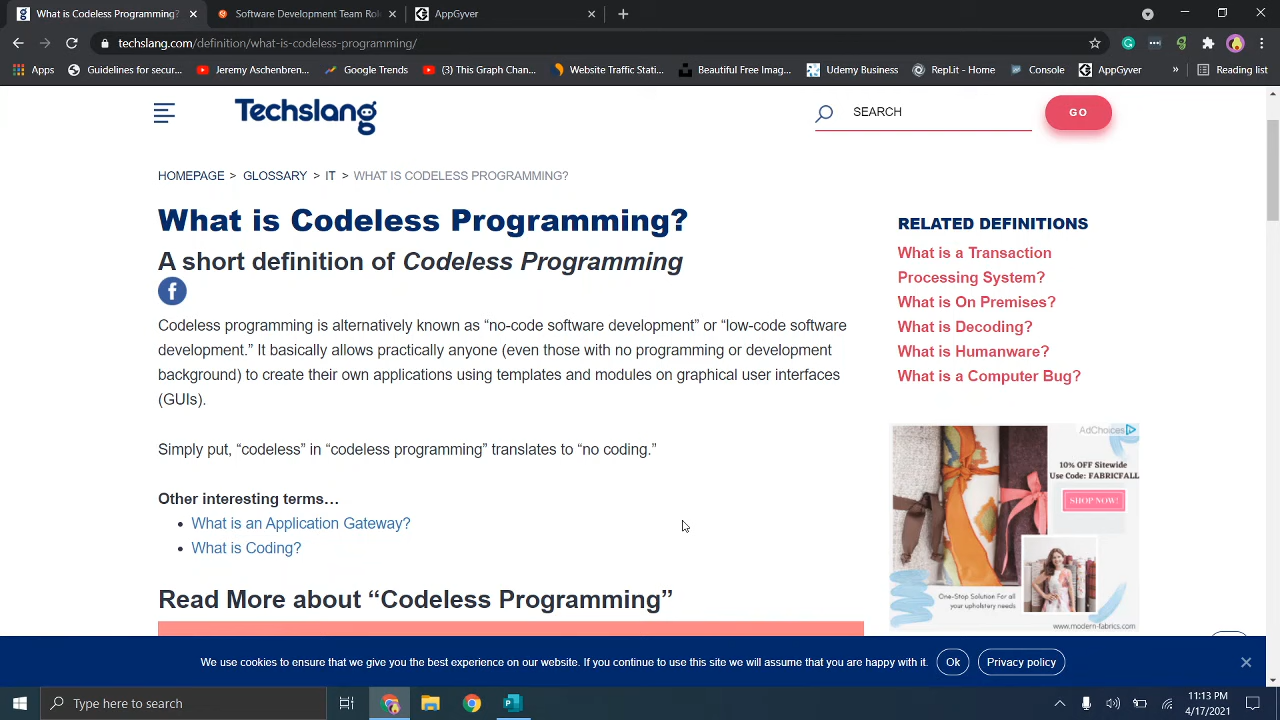 What is Codeless Programming?
Software Development Rol
AppGyver
techslang.com/definition/what-is-codeless-programming/
Apps
Guidelines for secur...
Jeremy Aschenbren...
Google Trends
(3) This Graph Chan...
Website Traffic Stati...
Beautiful Free Imag...
Udemy Business
Repl.it - Home
Console
AppGyver
»
Reading list
Techslang
SEARCH
GO
HOMEPAGE > GLOSSARY > IT > WHAT IS CODELESS PROGRAMMING?
What is Codeless Programming?
A short definition of Codeless Programming
f
Codeless programming is alternatively known as “no-code software development” or “low-code software
development.” It basically allows practically anyone (even those with no programming or development
background) to create their own applications using templates and modules on graphical user interfaces
(GUIs).
Simply put, “codeless” in “codeless programming” translates to “no coding.”
Other interesting terms…
• What is an Application Gateway?
• What is Coding?
Read More about “Codeless Programming”
RELATED DEFINITIONS
What is a Transaction
Processing System?
What is On Premises?
What is Decoding?
What is Humanware?
What is a Computer Bug?
AdChoices
10% OFF Sitewide
Use Code: FABRICFALL
SHOP NOW!
One-Stop Solution For all
your upholstery needs
www.modern-fabrics.com
We use cookies to ensure that we give you the best experience on our website. If you continue to use this site we will assume that you are happy with it.
Ok
Privacy policy
Type here to search
11:13 PM
4/17/2021